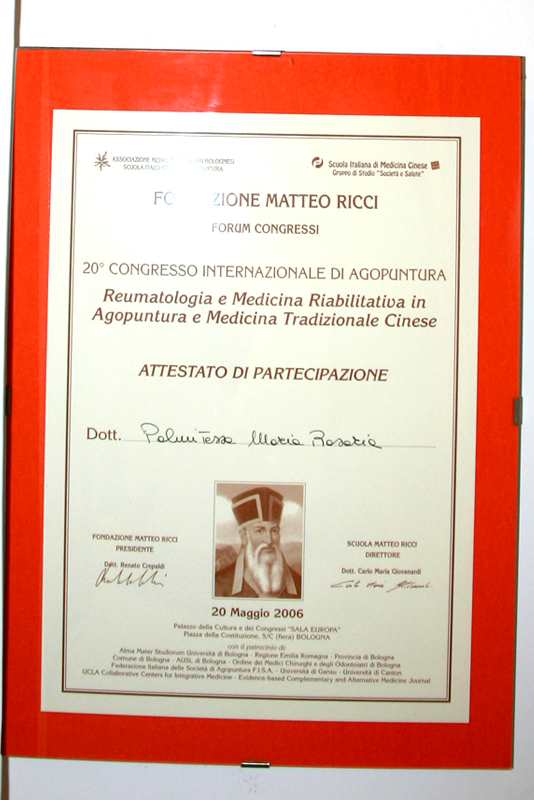 ASSOCIAZIONE MEDICI BOLOGNESI
SCUOLA ITALO
Scuola Italiana di Medicina Cinese
Gruppo di Studio "Società e Salute"
FONDAZIONE MATTEO RICCI
FORUM CONGRESSI
20° CONGRESSO INTERNAZIONALE DI AGOPUNTURA
Reumatologia e Medicina Riabilitativa in
Agopuntura e Medicina Tradizionale Cinese
ATTESTATO DI PARTECIPAZIONE
Dott. Palmitessa Maria Rosaria
FONDAZIONE MATTEO RICCI
PRESIDENTE
Dott. Renato Crepaldi
SCUOLA MATTEO RICCI
DIRETTORE
Dott. Carlo Maria Giovanardi
20 Maggio 2006
Palazzo della Cultura e dei Congressi "SALA EUROPA"
Piazza della Costituzione, 5/C (fiera) BOLOGNA
con il patrocinio di:
Alma Mater Studiorum Università di Bologna - Regione Emilia Romagna - Provincia di Bologna
Comune di Bologna - AUSL di Bologna - Ordine dei Medici Chirurghi e degli Odontoiatri di Bologna
Federazione Italiana delle Società di Agopuntura F.I.S.A. - Università di Gansu - Università di Canton
UCLA Collaborative Centers for Integrative Medicine - Evidence-based Complementary and Alternative Medicine Journal